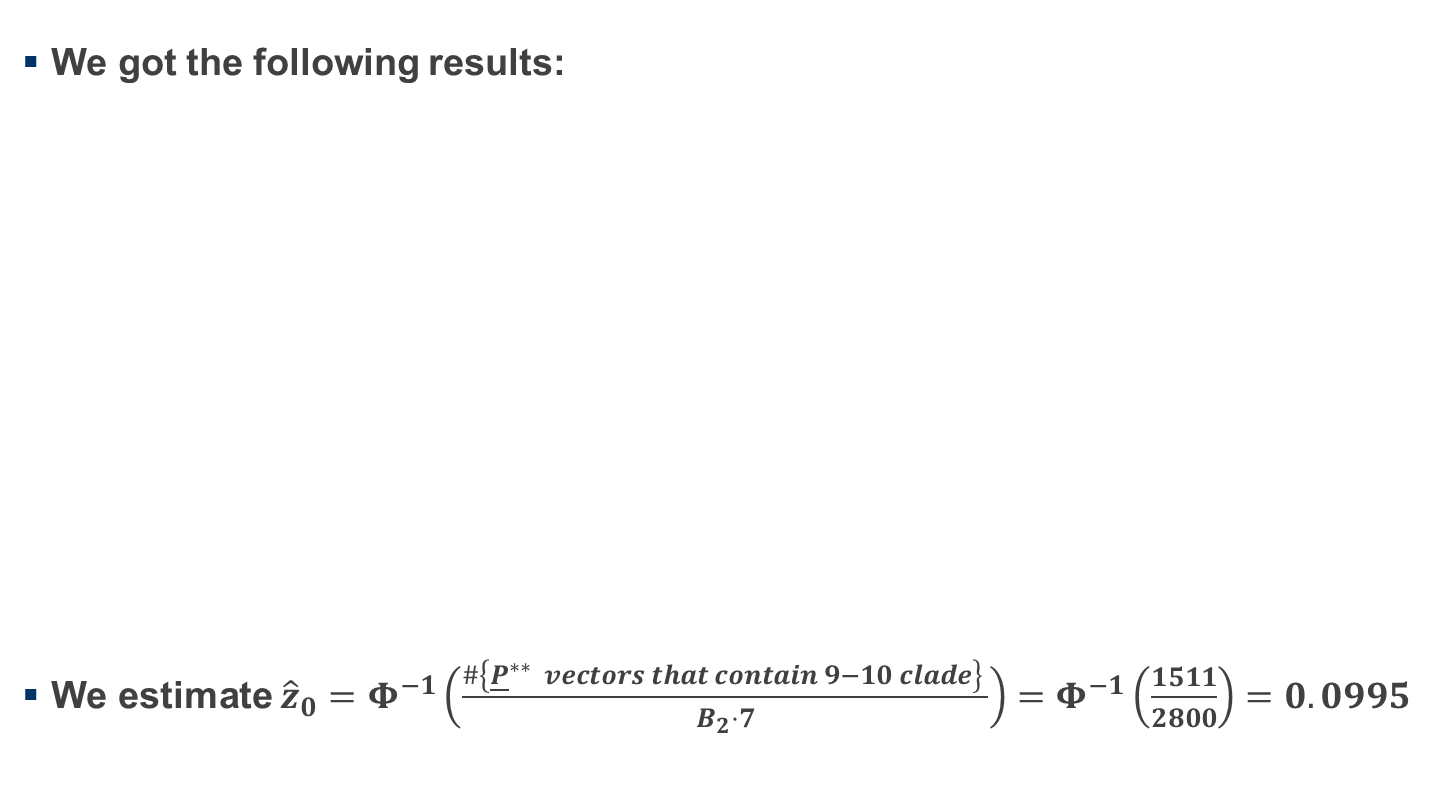 ▪ We got the following results:
▪ We estimate ẑ₀ = Φ⁻¹(#{P̲** vectors that contain 9−10 clade} / B₂·7) = Φ⁻¹(1511/2800) = 0.0995